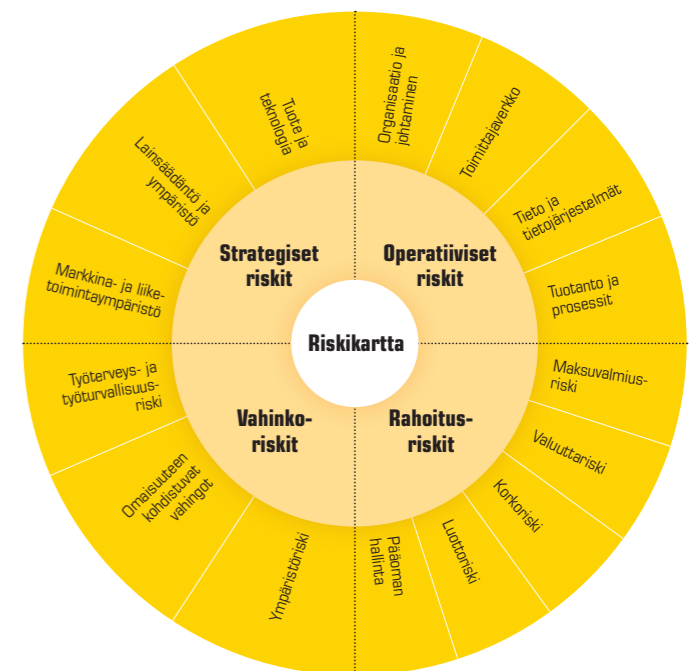 Riskikartta
Strategiset
riskit
Operatiiviset
riskit
Rahoitus-
riskit
Vahinko-
riskit
Organisaatio ja
johtaminen
Toimittajaverkko
Tieto ja
tietojärjestelmät
Tuotanto ja
prosessit
Maksuvalmius-
riski
Valuuttariski
Korkoriski
Luottoriski
Pääoman
hallinta
Ympäristöriski
Omaisuuteen
kohdistuvat
vahingot
Työterveys- ja
työturvallisuus-
riski
Markkina- ja liike-
toimintaympäristö
Lainsäädäntö ja
ympäristö
Tuote ja
teknologia